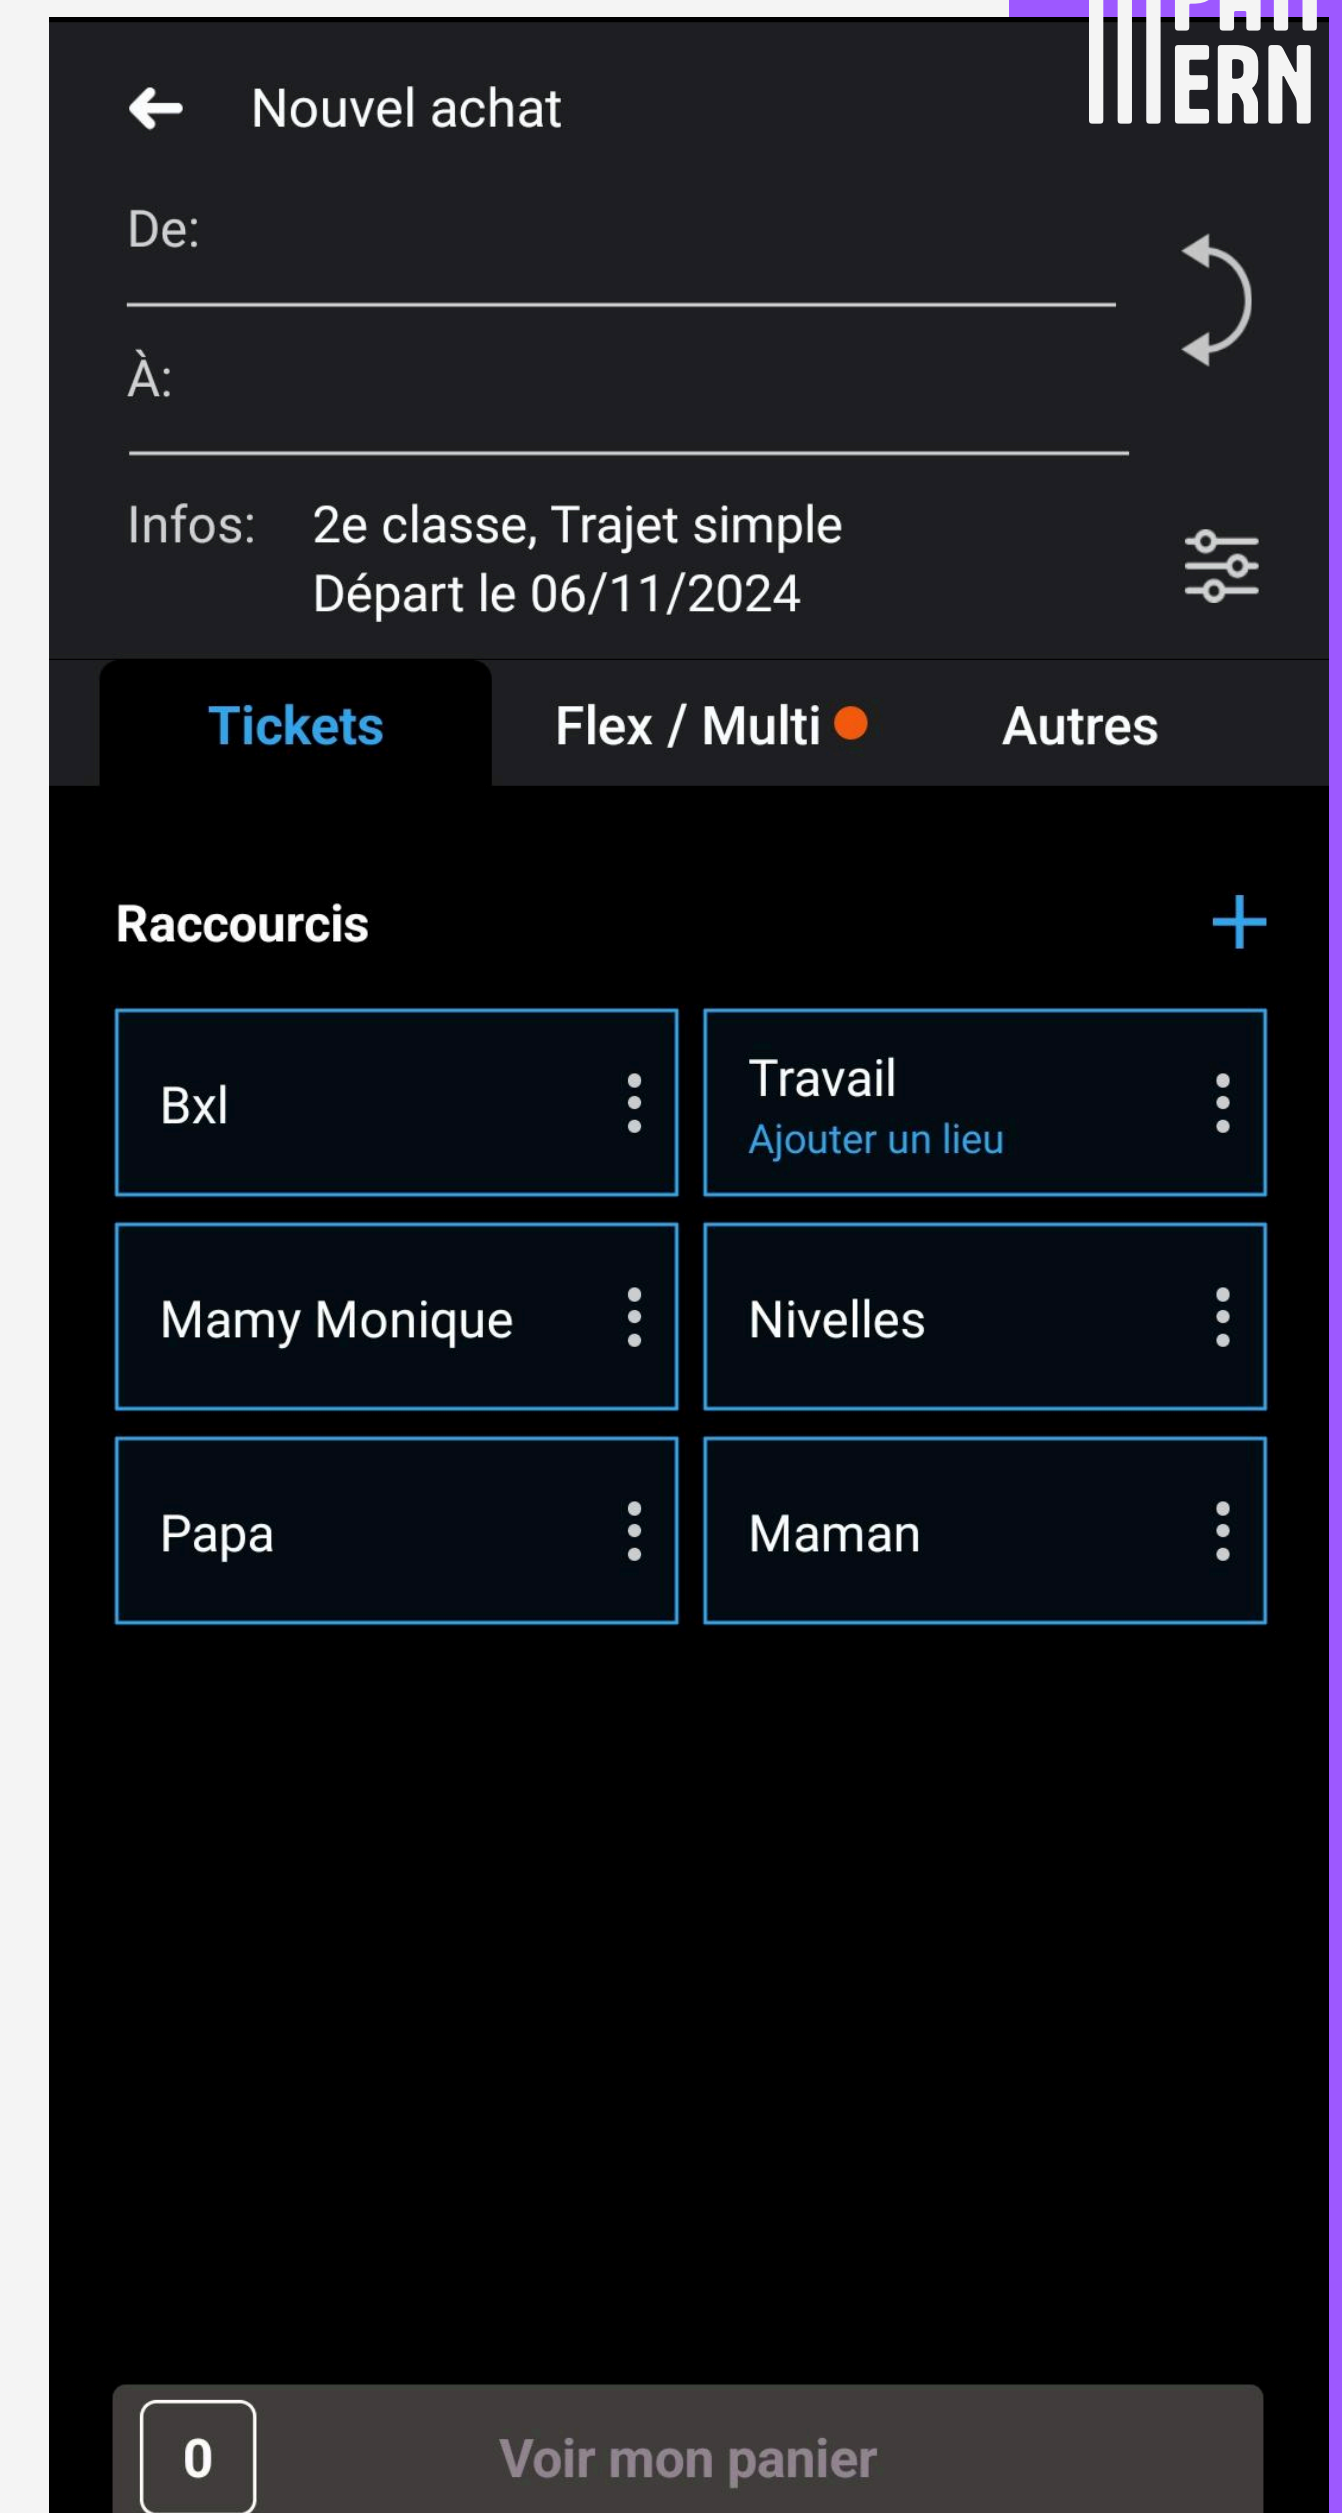 ERN
Nouvel achat
De:
À:
Infos: 2e classe, Trajet simple
Départ le 06/11/2024
Tickets Flex / Multi Autres
Raccourcis
Bxl
Travail
Ajouter un lieu
Mamy Monique
Nivelles
Papa
Maman
0 Voir mon panier